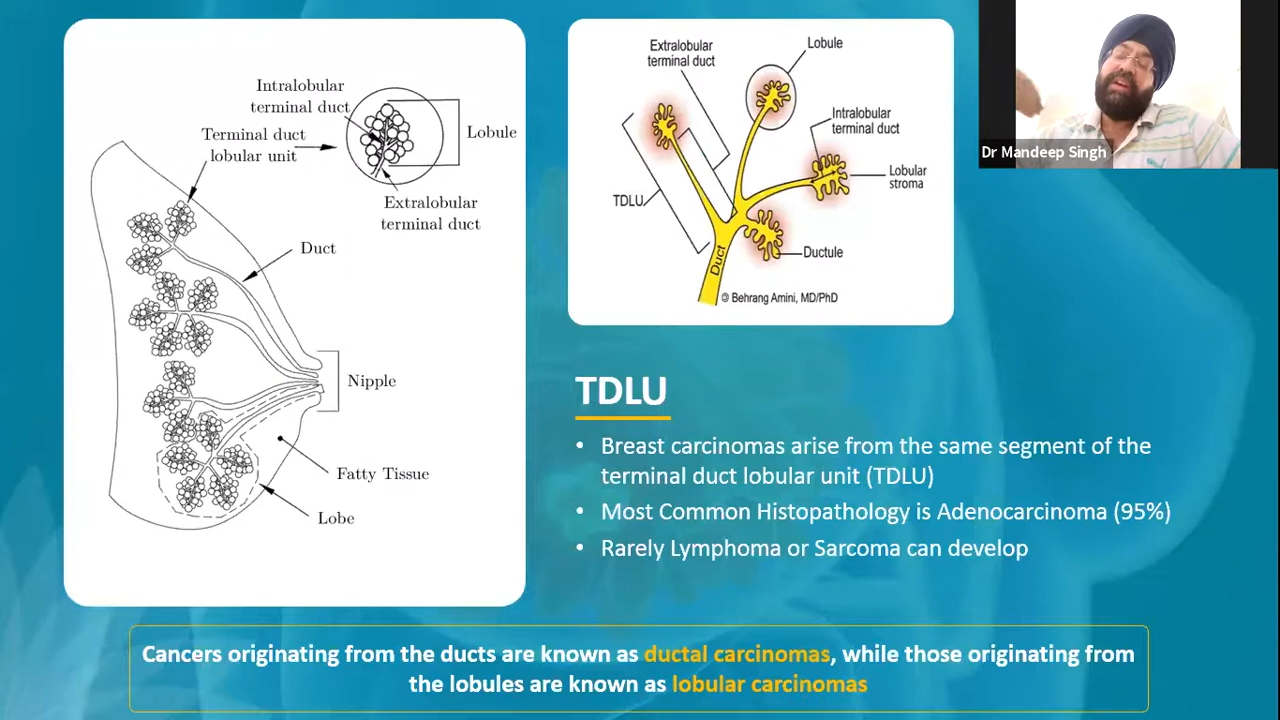 Intralobular
terminal duct
Terminal duct
lobular unit
Lobule
Extralobular
terminal duct
Duct
Nipple
Fatty Tissue
Lobe
Extralobular
terminal duct
Lobule
Intralobular
terminal duct
Lobular
stroma
TDLU
Ductule
Duct
© Behrang Amini, MD/PhD
Dr Mandeep Singh
TDLU
• Breast carcinomas arise from the same segment of the
terminal duct lobular unit (TDLU)
• Most Common Histopathology is Adenocarcinoma (95%)
• Rarely Lymphoma or Sarcoma can develop
Cancers originating from the ducts are known as ductal carcinomas, while those originating from
the lobules are known as lobular carcinomas